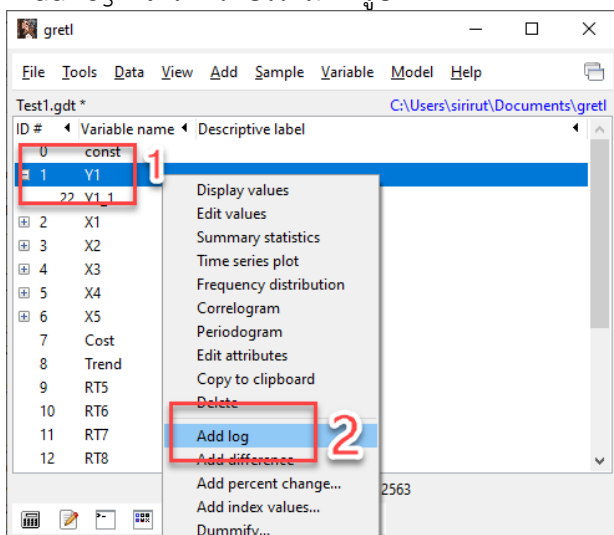 gretl
File Tools Data View Add Sample Variable Model Help
Test1.gdt * C:\Users\sirirut\Documents\gretl
ID # Variable name Descriptive label
0 const
1 Y1
22 Y1_1
2 X1
3 X2
4 X3
5 X4
6 X5
7 Cost
8 Trend
9 RT5
10 RT6
11 RT7
12 RT8
1
Display values
Edit values
Summary statistics
Time series plot
Frequency distribution
Correlogram
Periodogram
Edit attributes
Copy to clipboard
Delete
Add log
2
Add difference
Add percent change...
Add index values...
Dummify...
2563